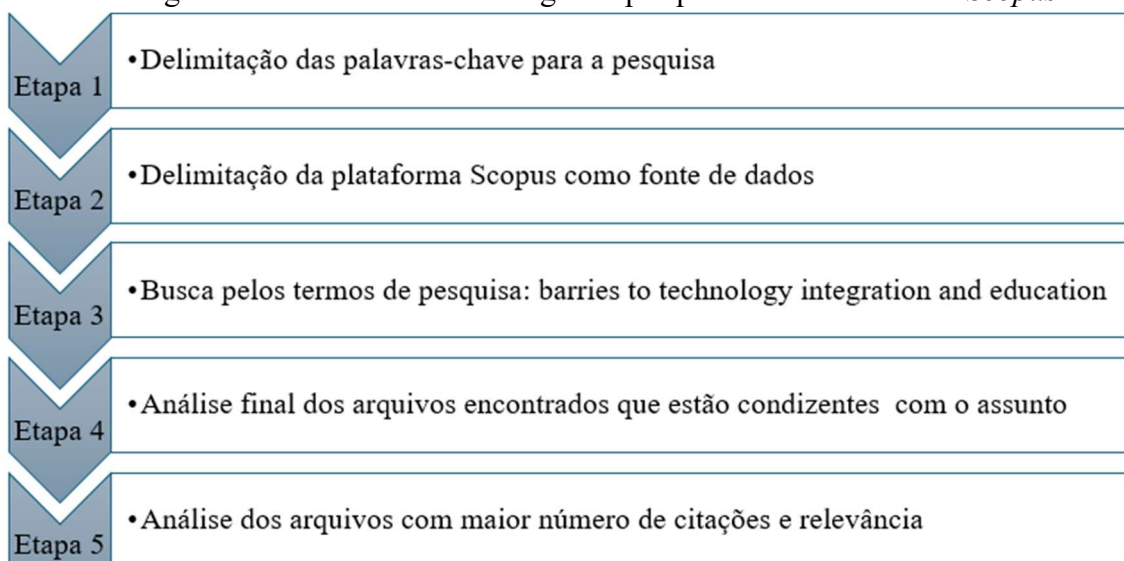 Etapa 1
•Delimitação das palavras-chave para a pesquisa
Etapa 2
•Delimitação da plataforma Scopus como fonte de dados
Etapa 3
•Busca pelos termos de pesquisa: barries to technology integration and education
Etapa 4
•Análise final dos arquivos encontrados que estão condizentes com o assunto
Etapa 5
•Análise dos arquivos com maior número de citações e relevância